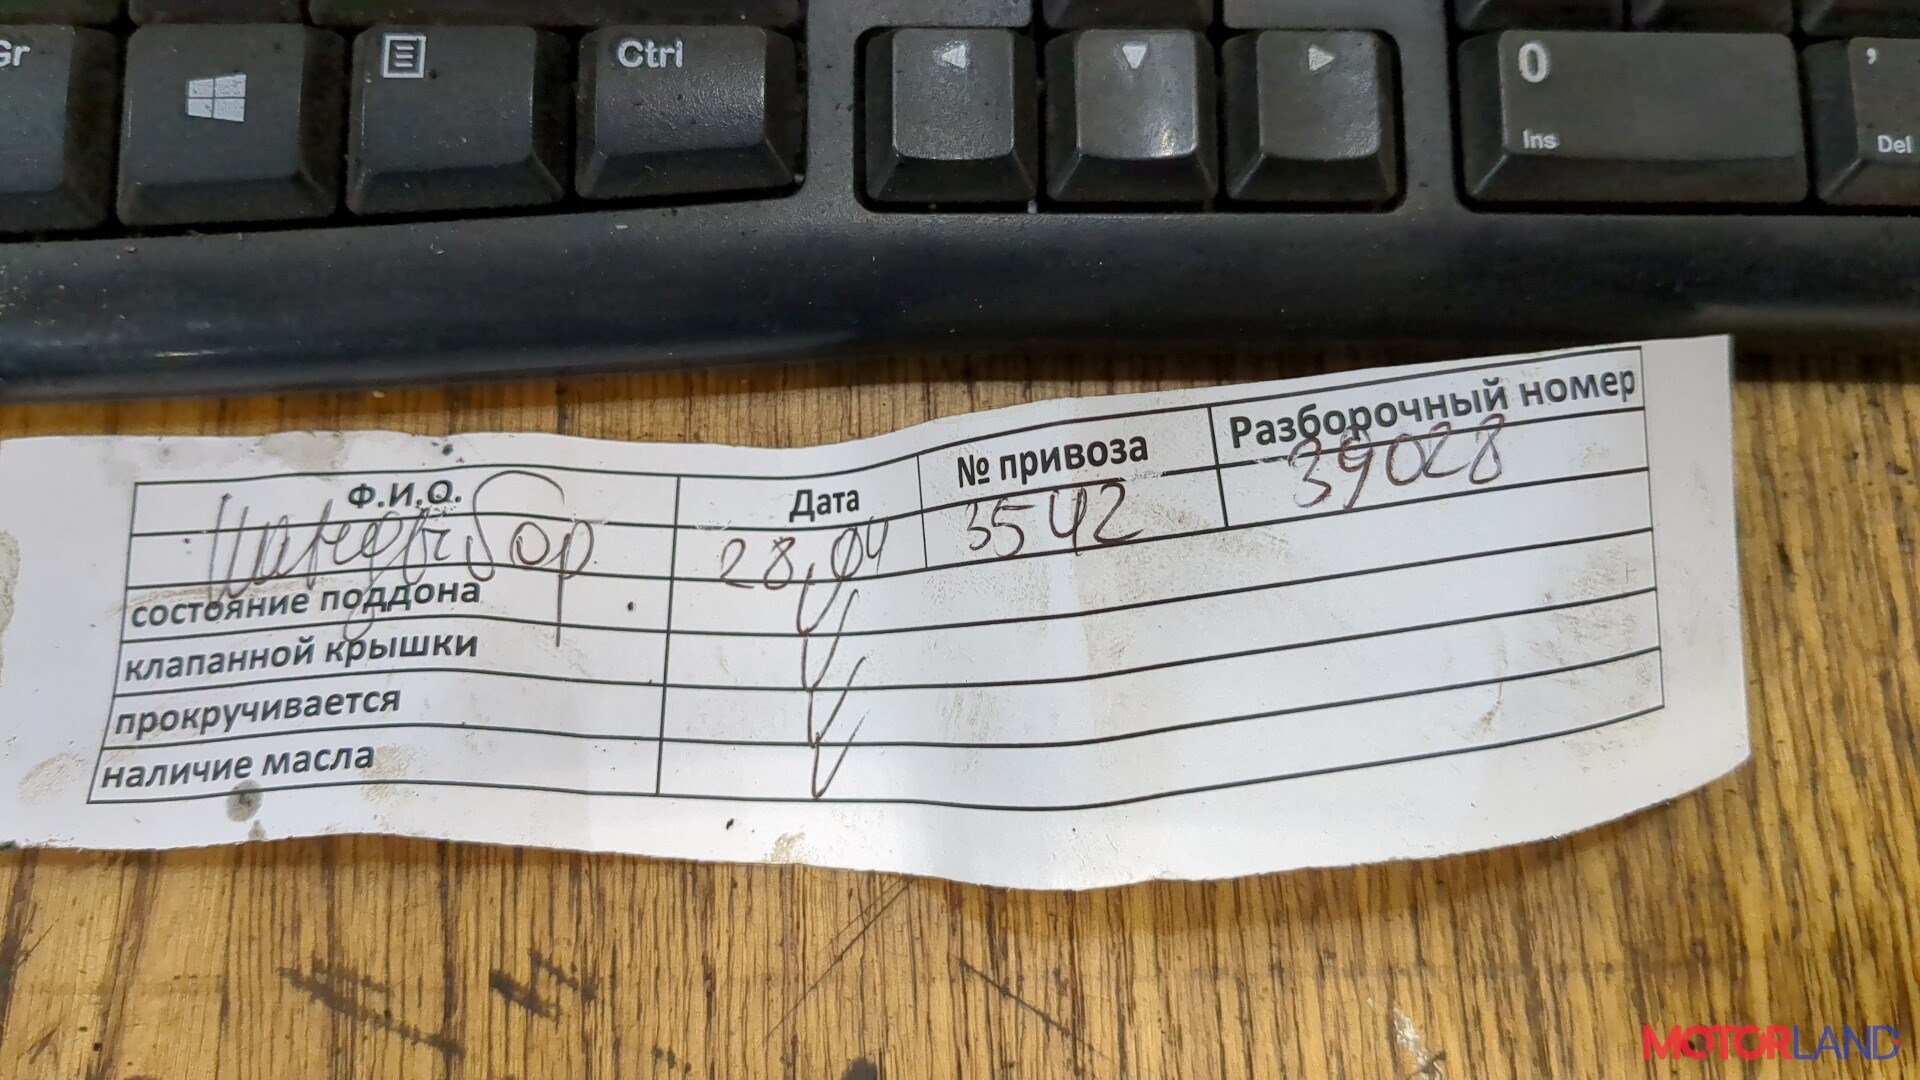 Gr
Ctrl
0
Ins
,
Del
Ф.И.О. Дата № привоза Разборочный номер
28,04 3542 39028
состояние поддона
клапанной крышки
прокручивается
наличие масла
MOTORLAND